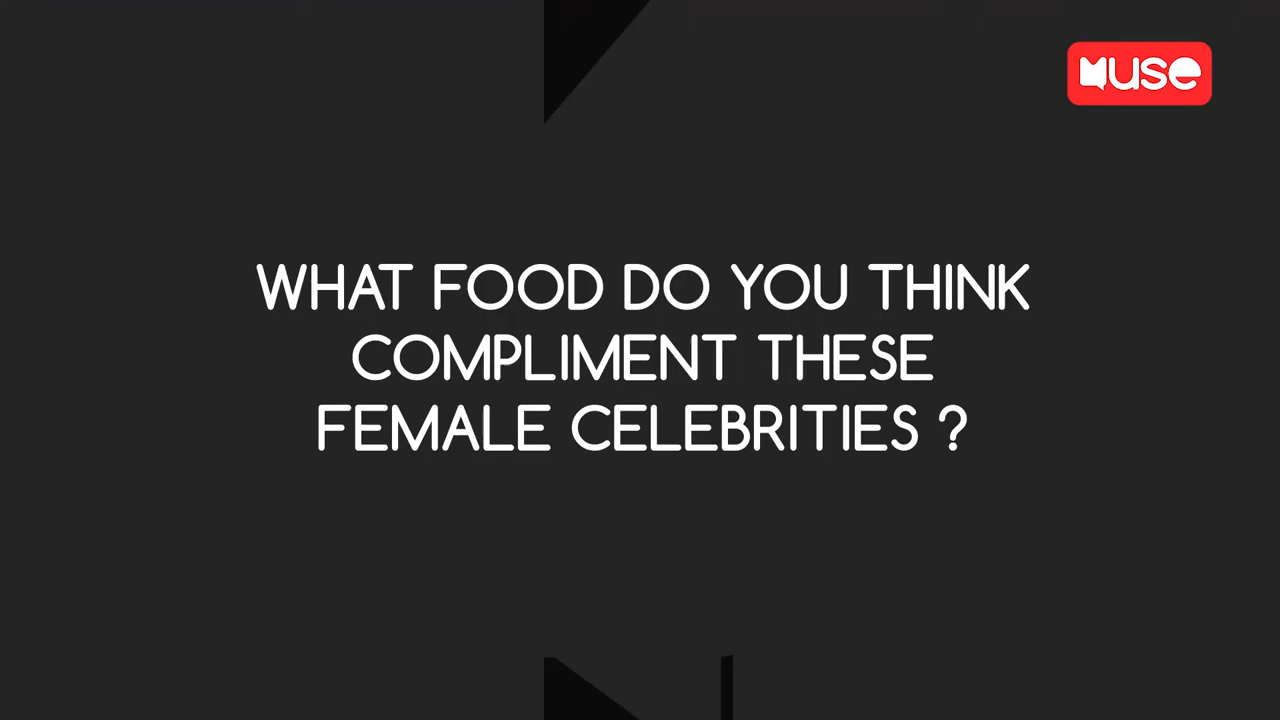 MUSE
WHAT FOOD DO YOU THINK
COMPLIMENT THESE
FEMALE CELEBRITIES ?